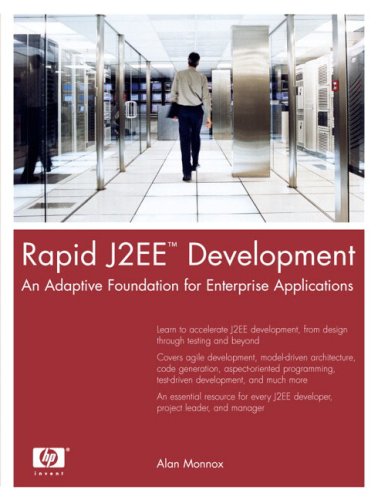 Rapid J2EE™ Development
An Adaptive Foundation for Enterprise Applications
Learn to accelerate J2EE development, from design
through testing and beyond
Covers agile development, model-driven architecture,
code generation, aspect-oriented programming,
test-driven development, and much more
An essential resource for every J2EE developer,
project leader, and manager
hp
invent
Alan Monnox